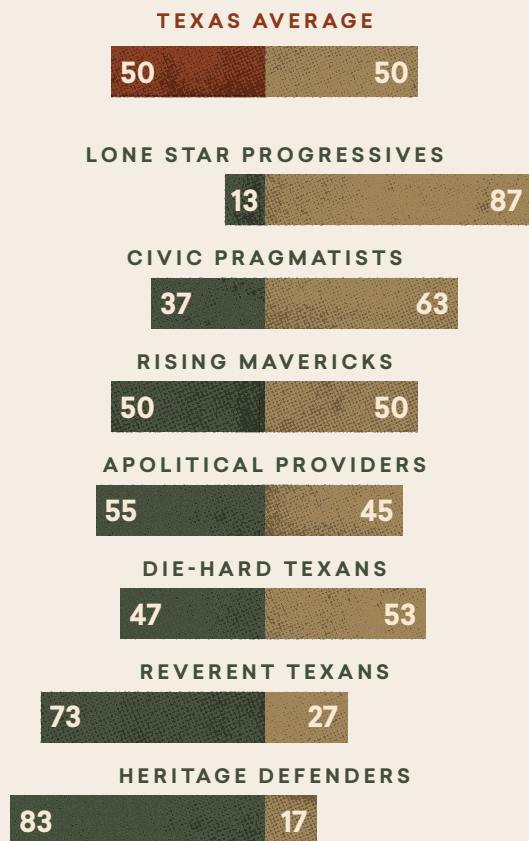 TEXAS AVERAGE
50 50
LONE STAR PROGRESSIVES
13 87
CIVIC PRAGMATISTS
37 63
RISING MAVERICKS
50 50
APOLITICAL PROVIDERS
55 45
DIE-HARD TEXANS
47 53
REVERENT TEXANS
73 27
HERITAGE DEFENDERS
83 17